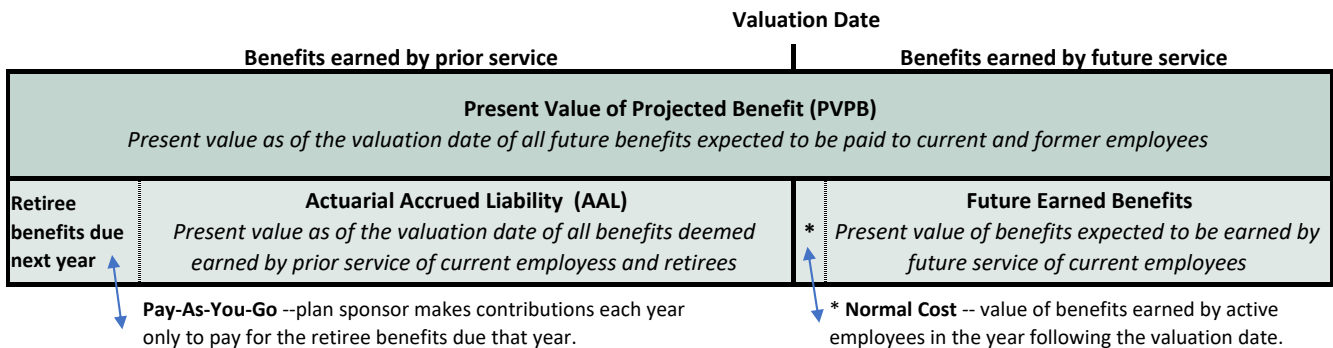 Valuation Date
Benefits earned by prior service
Benefits earned by future service
Present Value of Projected Benefit (PVPB)
Present value as of the valuation date of all future benefits expected to be paid to current and former employees
Retiree
benefits due
next year
Actuarial Accrued Liability (AAL)
Present value as of the valuation date of all benefits deemed
earned by prior service of current employess and retirees
*
Future Earned Benefits
Present value of benefits expected to be earned by
future service of current employees
Pay-As-You-Go --plan sponsor makes contributions each year
only to pay for the retiree benefits due that year.
* Normal Cost -- value of benefits earned by active
employees in the year following the valuation date.